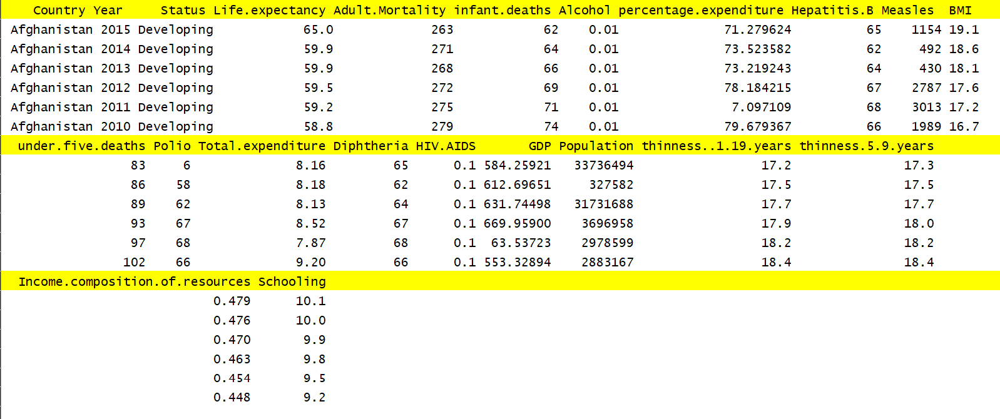 Country Year Status Life.expectancy Adult.Mortality infant.deaths Alcohol percentage.expenditure Hepatitis.B Measles BMI
Afghanistan 2015 Developing 65.0 263 62 0.01 71.279624 65 1154 19.1
Afghanistan 2014 Developing 59.9 271 64 0.01 73.523582 62 492 18.6
Afghanistan 2013 Developing 59.9 268 66 0.01 73.219243 64 430 18.1
Afghanistan 2012 Developing 59.5 272 69 0.01 78.184215 67 2787 17.6
Afghanistan 2011 Developing 59.2 275 71 0.01 7.097109 68 3013 17.2
Afghanistan 2010 Developing 58.8 279 74 0.01 79.679367 66 1989 16.7
under.five.deaths Polio Total.expenditure Diphtheria HIV.AIDS GDP Population thinness..1.19.years thinness.5.9.years
83 6 8.16 65 0.1 584.25921 33736494 17.2 17.3
86 58 8.18 62 0.1 612.69651 327582 17.5 17.5
89 62 8.13 64 0.1 631.74498 31731688 17.7 17.7
93 67 8.52 67 0.1 669.95900 3696958 17.9 18.0
97 68 7.87 68 0.1 63.53723 2978599 18.2 18.2
102 66 9.20 66 0.1 553.32894 2883167 18.4 18.4
Income.composition.of.resources Schooling
0.479 10.1
0.476 10.0
0.470 9.9
0.463 9.8
0.454 9.5
0.448 9.2